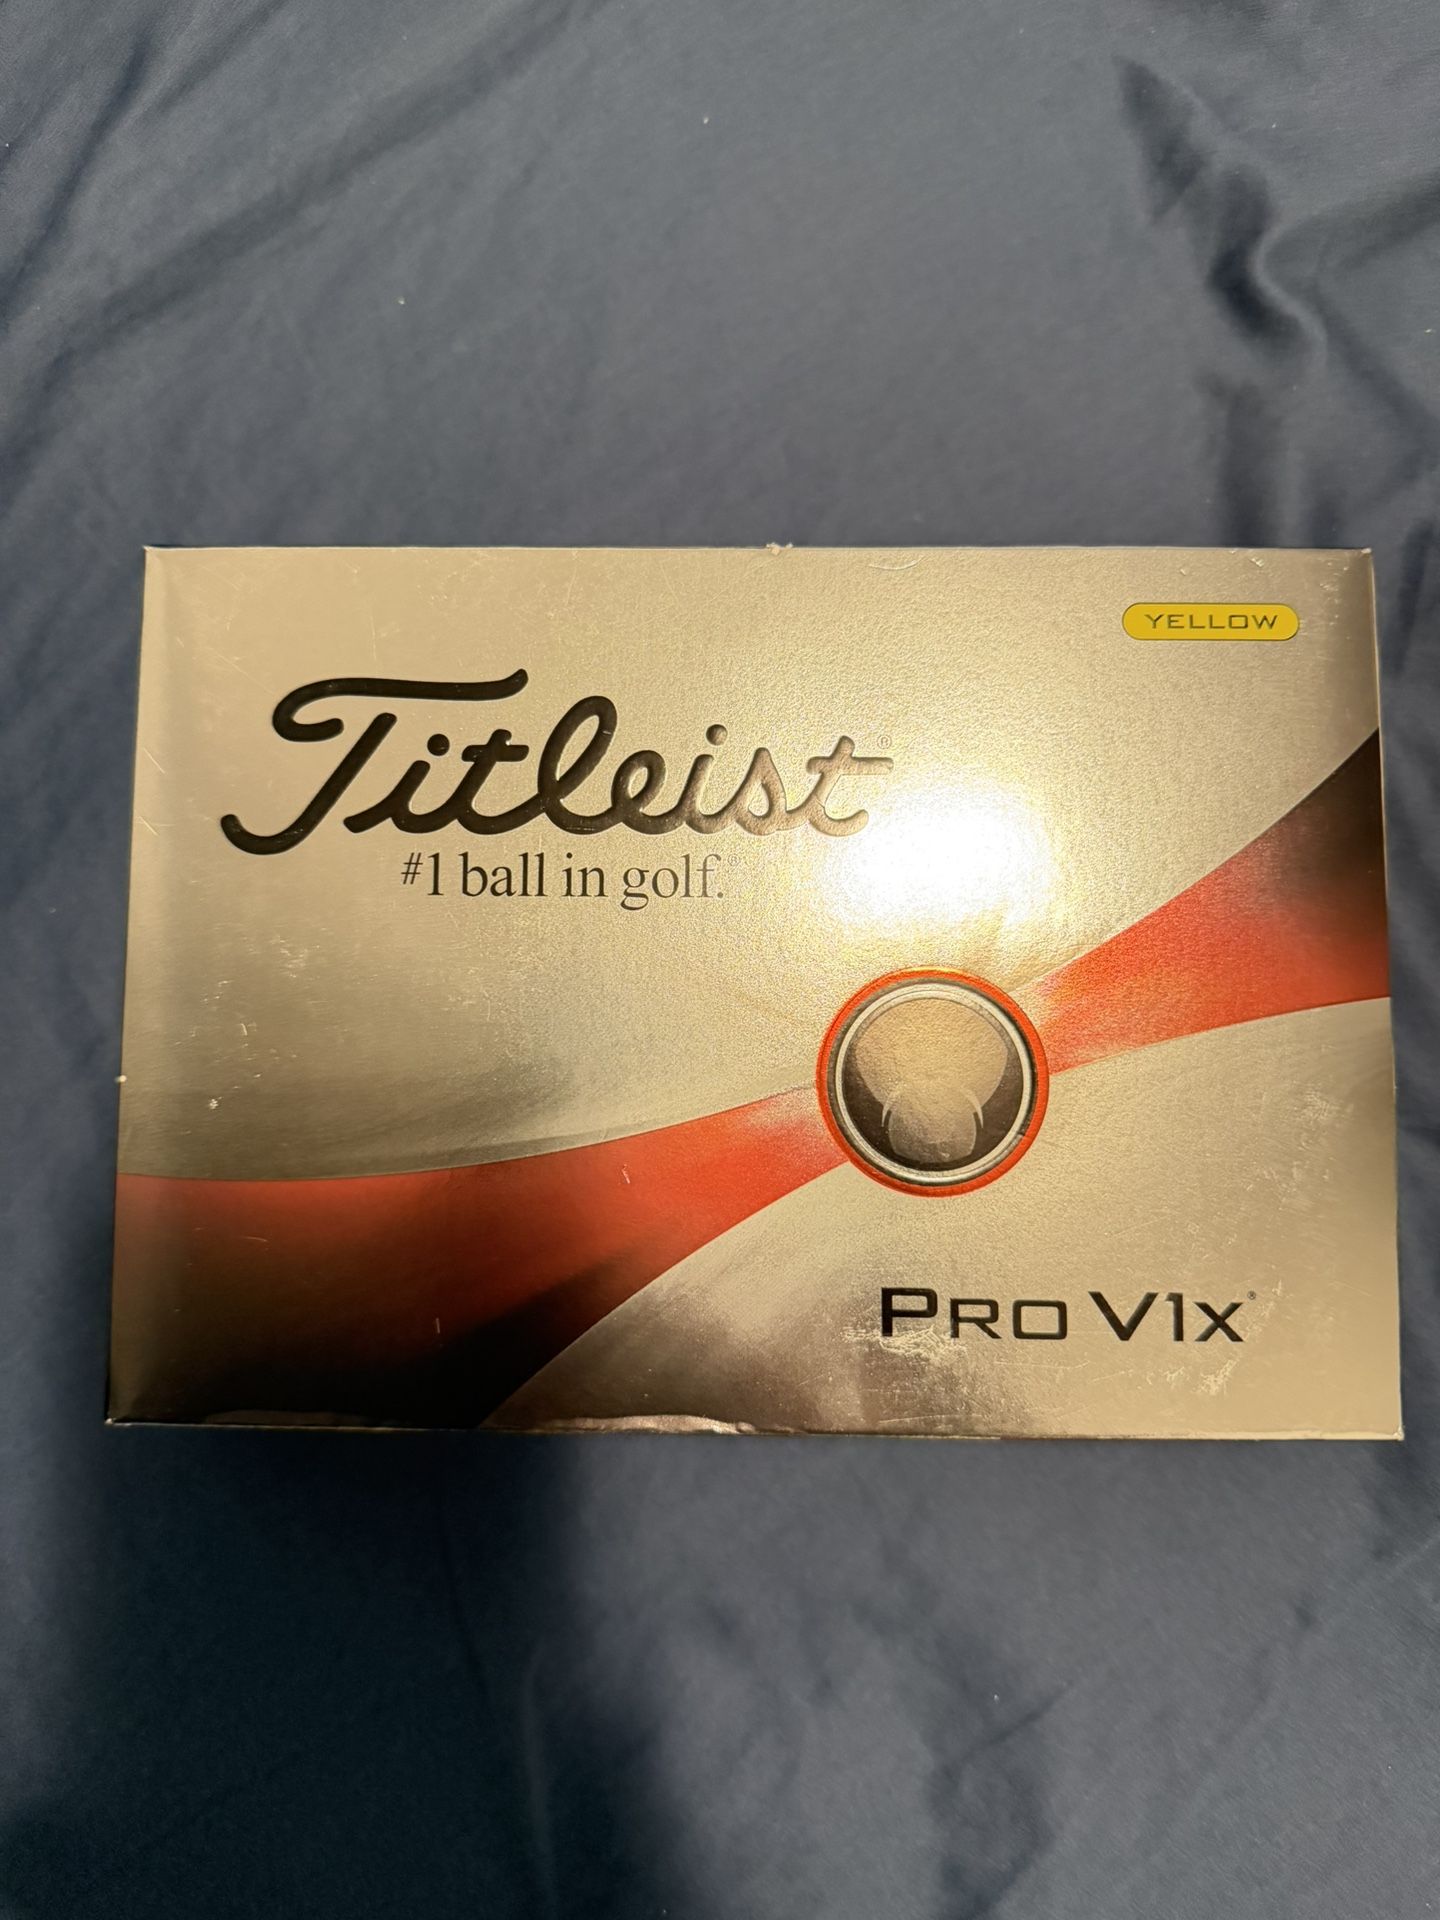 YELLOW
Titleist®
#1 ball in golf.®
PRO V1x®